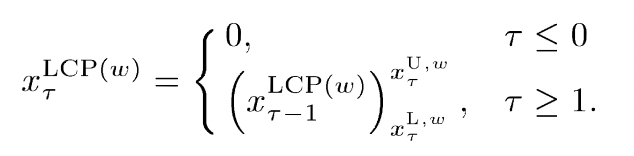 x_τ^{LCP(w)} = { 0, τ ≤ 0
(x_{τ−1}^{LCP(w)})_{x_τ^{L,w}}^{x_τ^{U,w}}, τ ≥ 1.